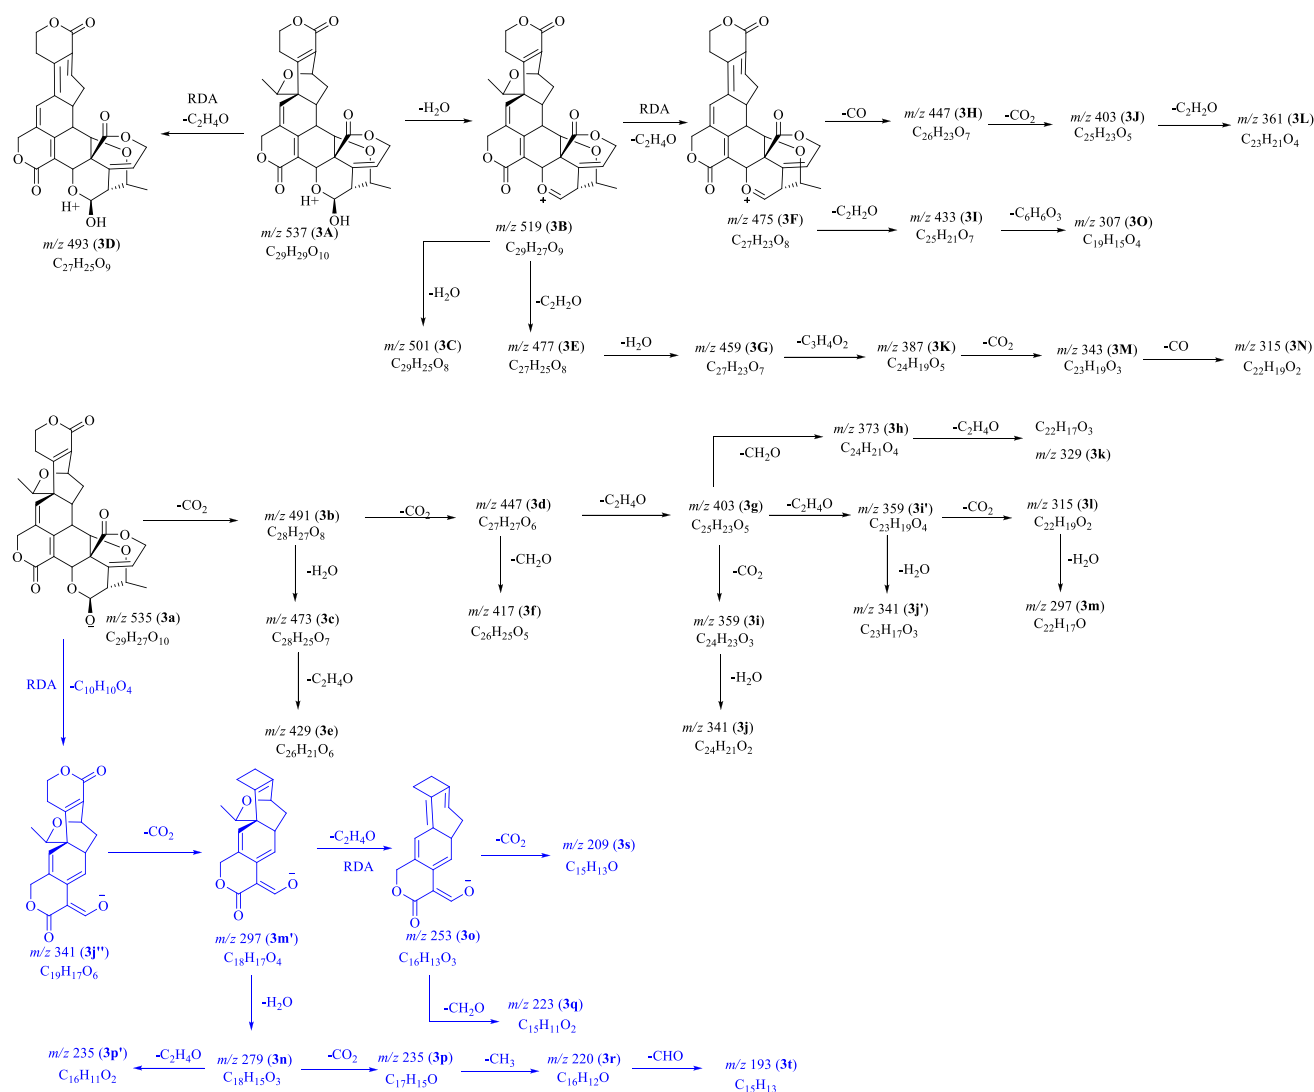 RDA
-C2H4O
-H2O
RDA
-C2H4O
-CO
m/z 447 (3H)
C26H23O7
-CO2
m/z 403 (3J)
C25H23O5
-C2H2O
m/z 361 (3L)
C23H21O4
m/z 493 (3D)
C27H25O9
m/z 537 (3A)
C29H29O10
m/z 519 (3B)
C29H27O9
m/z 475 (3F)
C27H23O8
-C2H2O
m/z 433 (3I)
C25H21O7
-C6H6O3
m/z 307 (3O)
C19H15O4
-H2O
m/z 501 (3C)
C29H25O8
-C2H2O
m/z 477 (3E)
C27H25O8
-H2O
m/z 459 (3G)
C27H23O7
-C3H4O2
m/z 387 (3K)
C24H19O5
-CO2
m/z 343 (3M)
C23H19O3
-CO
m/z 315 (3N)
C22H19O2
m/z 535 (3a)
C29H27O10
-CO2
m/z 491 (3b)
C28H27O8
-CO2
m/z 447 (3d)
C27H27O6
-C2H4O
m/z 403 (3g)
C25H23O5
-CH2O
m/z 373 (3h)
C24H21O4
-C2H4O
C22H17O3
m/z 329 (3k)
-C2H4O
m/z 359 (3i')
C23H19O4
-CO2
m/z 315 (3l)
C22H19O2
-H2O
m/z 473 (3c)
C28H25O7
-C2H4O
m/z 429 (3e)
C26H21O6
-CH2O
m/z 417 (3f)
C26H25O5
-CO2
m/z 359 (3i)
C24H23O3
-H2O
m/z 341 (3j)
C24H21O2
-H2O
m/z 341 (3j')
C23H17O3
-H2O
m/z 297 (3m)
C22H17O
RDA
-C10H10O4
m/z 341 (3j'')
C19H17O6
-CO2
m/z 297 (3m')
C18H17O4
-C2H4O
RDA
m/z 253 (3o)
C16H13O3
-CO2
m/z 209 (3s)
C15H13O
-CH2O
m/z 223 (3q)
C15H11O2
-H2O
m/z 235 (3p')
C16H11O2
-C2H4O
m/z 279 (3n)
C18H15O3
-CO2
m/z 235 (3p)
C17H15O
-CH3
m/z 220 (3r)
C16H12O
-CHO
m/z 193 (3t)
C15H13